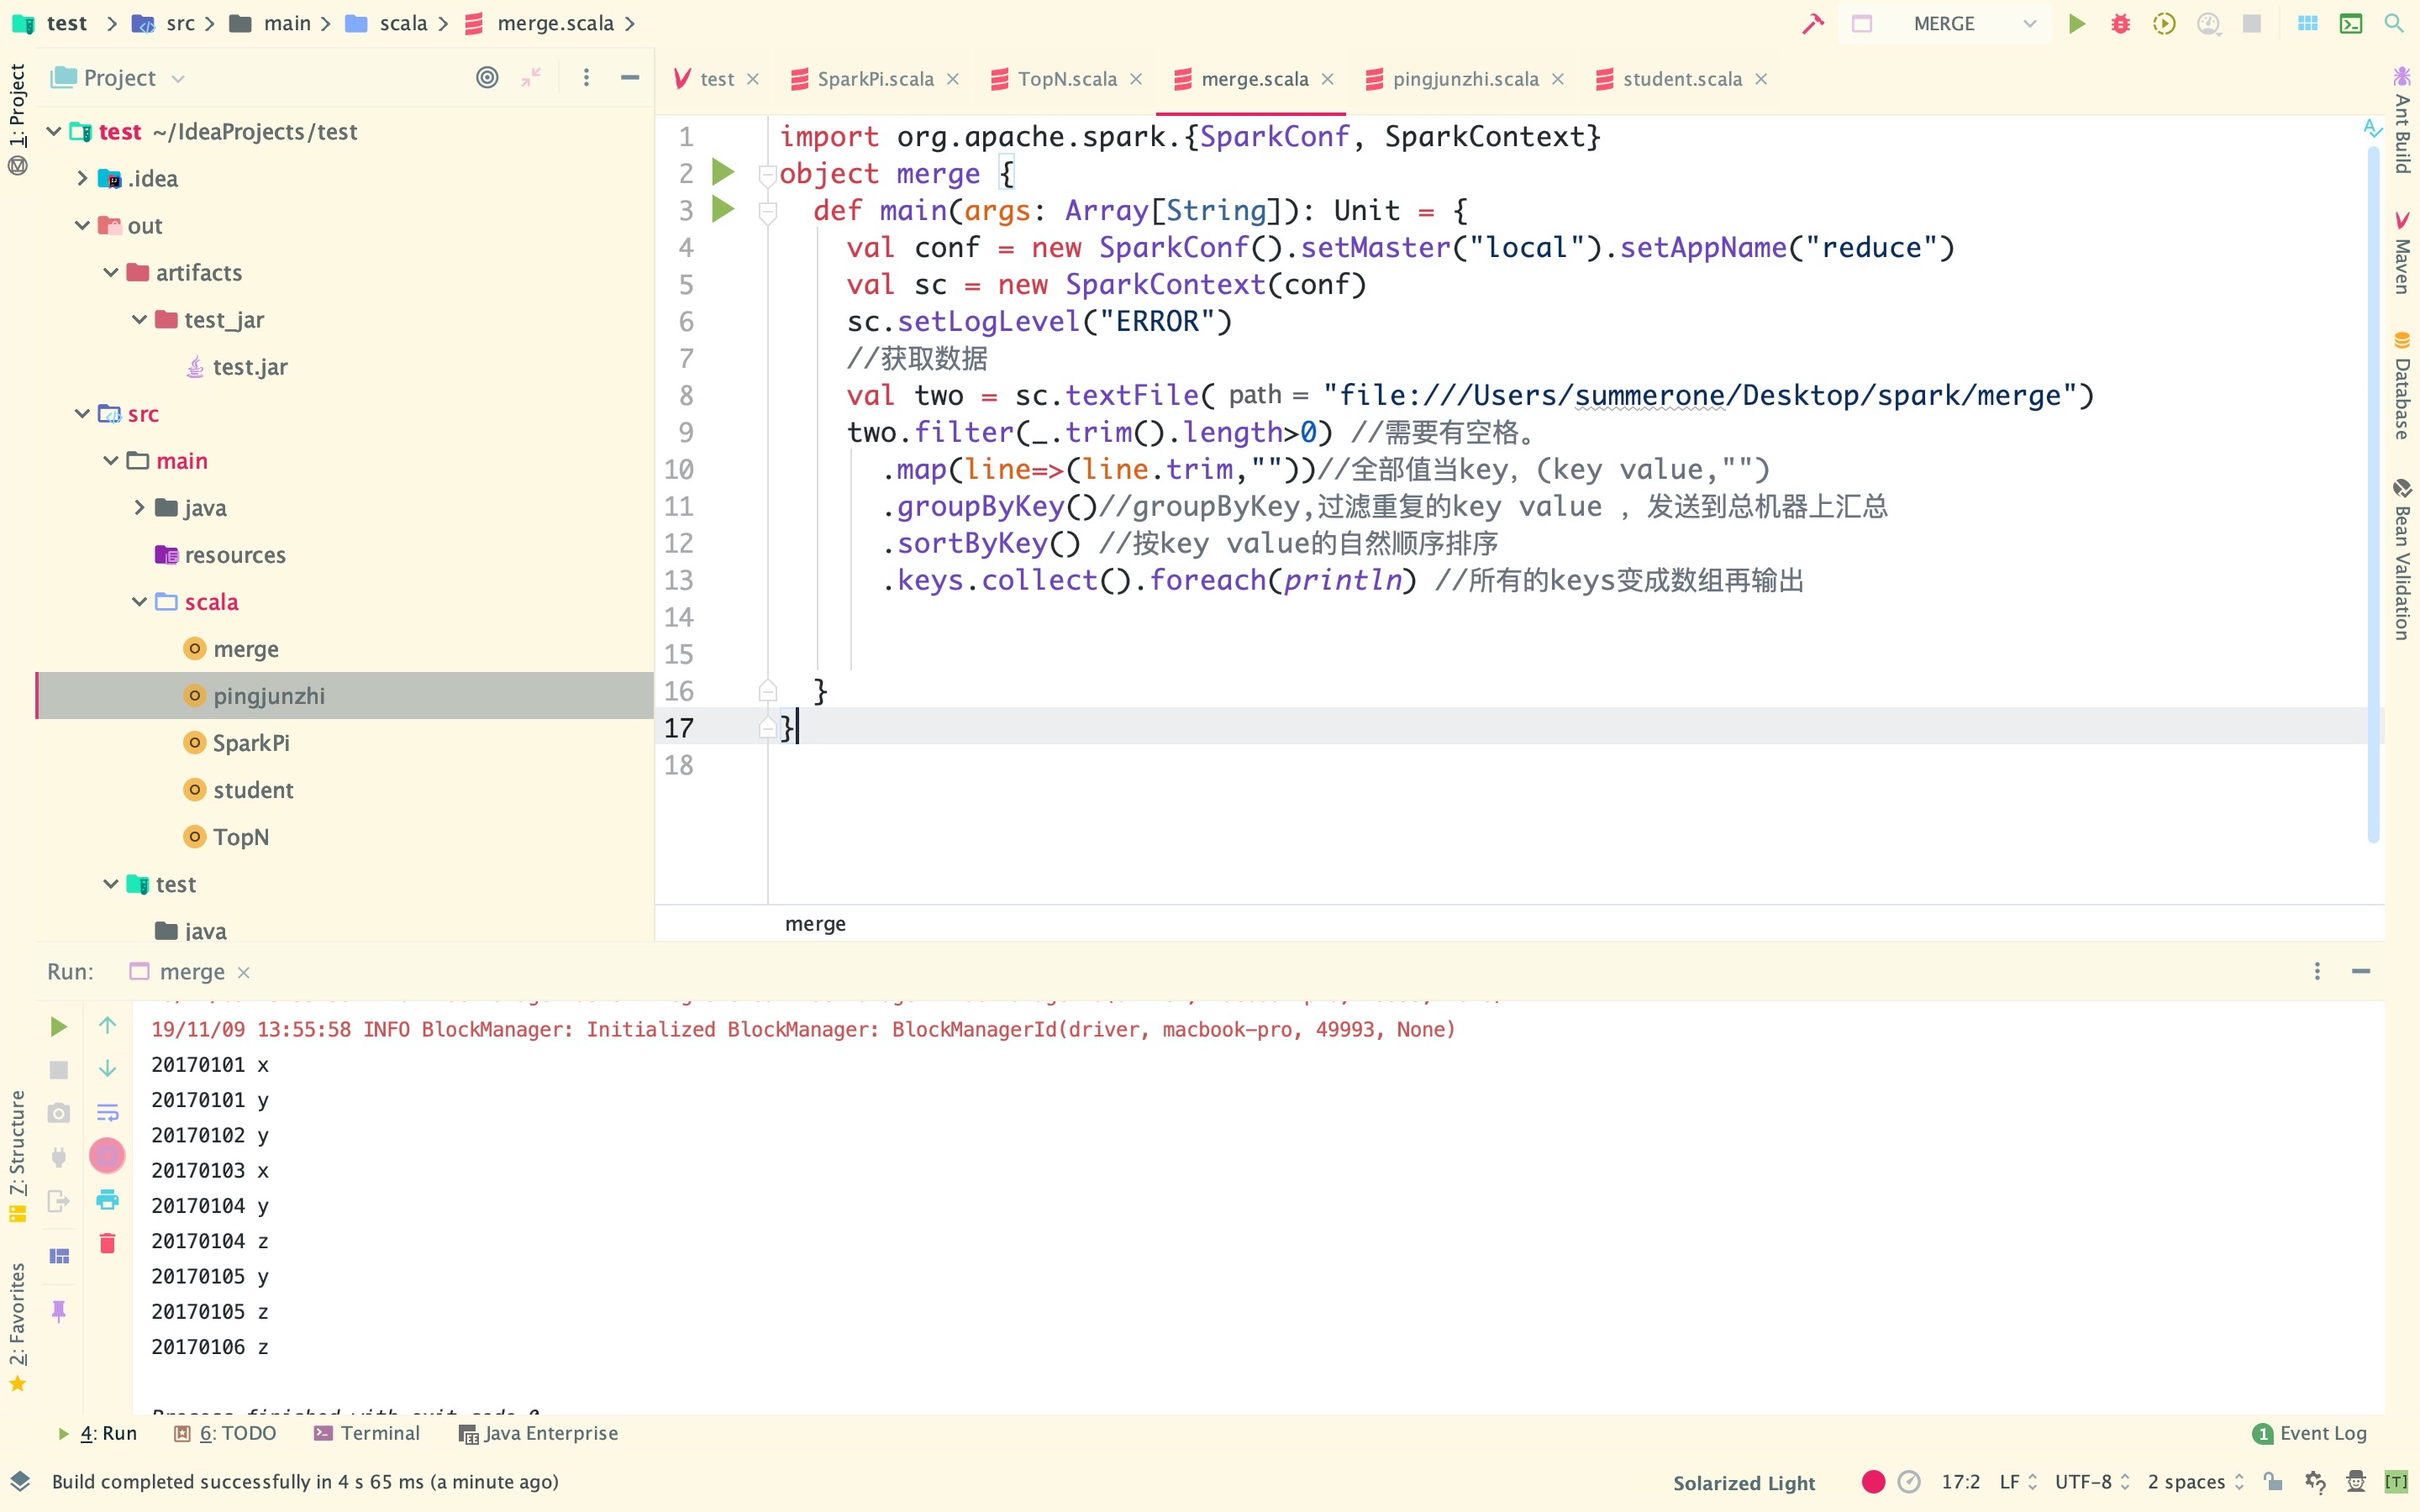 test src main scala merge.scala MERGE
1: Project
Project
test SparkPi.scala TopN.scala merge.scala pingjunzhi.scala student.scala
test ~/IdeaProjects/test
.idea
out
artifacts
test_jar
test.jar
src
main
java
resources
scala
merge
pingjunzhi
SparkPi
student
TopN
test
java
1 import org.apache.spark.{SparkConf, SparkContext}
2 object merge {
3 def main(args: Array[String]): Unit = {
4 val conf = new SparkConf().setMaster("local").setAppName("reduce")
5 val sc = new SparkContext(conf)
6 sc.setLogLevel("ERROR")
7 //获取数据
8 val two = sc.textFile( path = "file:///Users/summerone/Desktop/spark/merge")
9 two.filter(_.trim().length>0) //需要有空格。
10 .map(line=>(line.trim,""))//全部值当key，(key value,"")
11 .groupByKey()//groupByKey,过滤重复的key value ，发送到总机器上汇总
12 .sortByKey() //按key value的自然顺序排序
13 .keys.collect().foreach(println) //所有的keys变成数组再输出
14
15
16 }
17 }
18
merge
Ant Build
Maven
Database
Bean Validation
Run: merge
19/11/09 13:55:58 INFO BlockManager: Initialized BlockManager: BlockManagerId(driver, macbook-pro, 49993, None)
20170101 x
20170101 y
20170102 y
20170103 x
20170104 y
20170104 z
20170105 y
20170105 z
20170106 z
Process finished with exit code 0
7: Structure
2: Favorites
4: Run 6: TODO Terminal Java Enterprise 1 Event Log
Build completed successfully in 4 s 65 ms (a minute ago) Solarized Light 17:2 LF UTF-8 2 spaces [T]